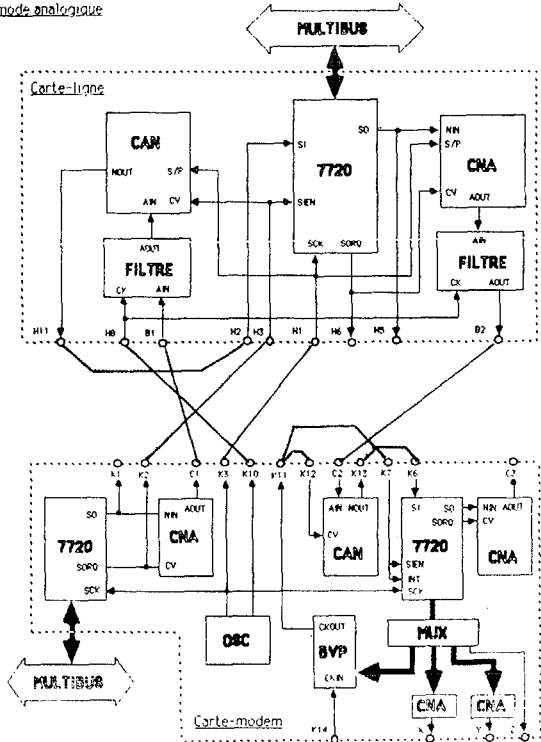 mode analogique
MULTIBUS
Carte-ligne
CAN
NOUT S/P
AIN CV
AOUT
FILTRE
CK AIN
SO
SI
7720
SIEN
SCK SORQ
NIN
S/P
CNA
CV
AOUT
AIN
FILTRE
CK AOUT
H11 H8 B1 H2 H3 H1 H6 H5 B2
K1 K2 C1 K3 K10 K11 K12 C2 K13 K7 K6 C3
SO
7720
SORQ
SCK
NIN AOUT
CNA
CV
OSC
AIN NOUT
CV
CAN
SI SO
SORQ
7720
SIEN
INT
SCK
NIN AOUT
CV
CNA
CKOUT
BVP
CKIN
MUX
CNA CNA
MULTIBUS
Carte-modem
K14 X Y